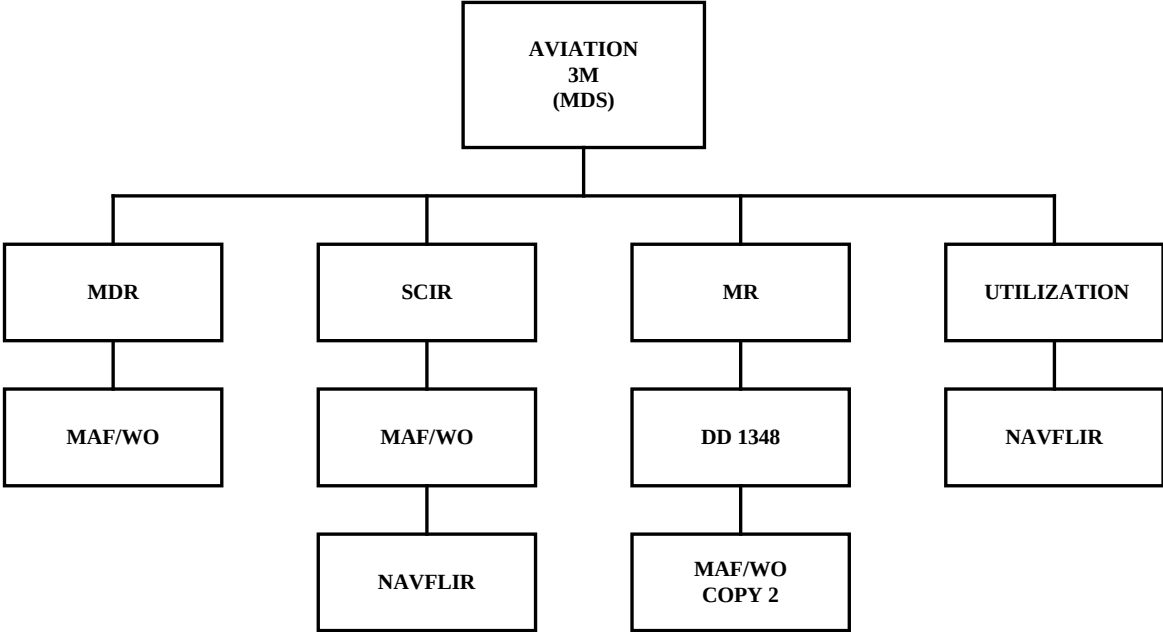 AVIATION
3M
(MDS)
MDR
SCIR
MR
UTILIZATION
MAF/WO
MAF/WO
DD 1348
NAVFLIR
NAVFLIR
MAF/WO
COPY 2